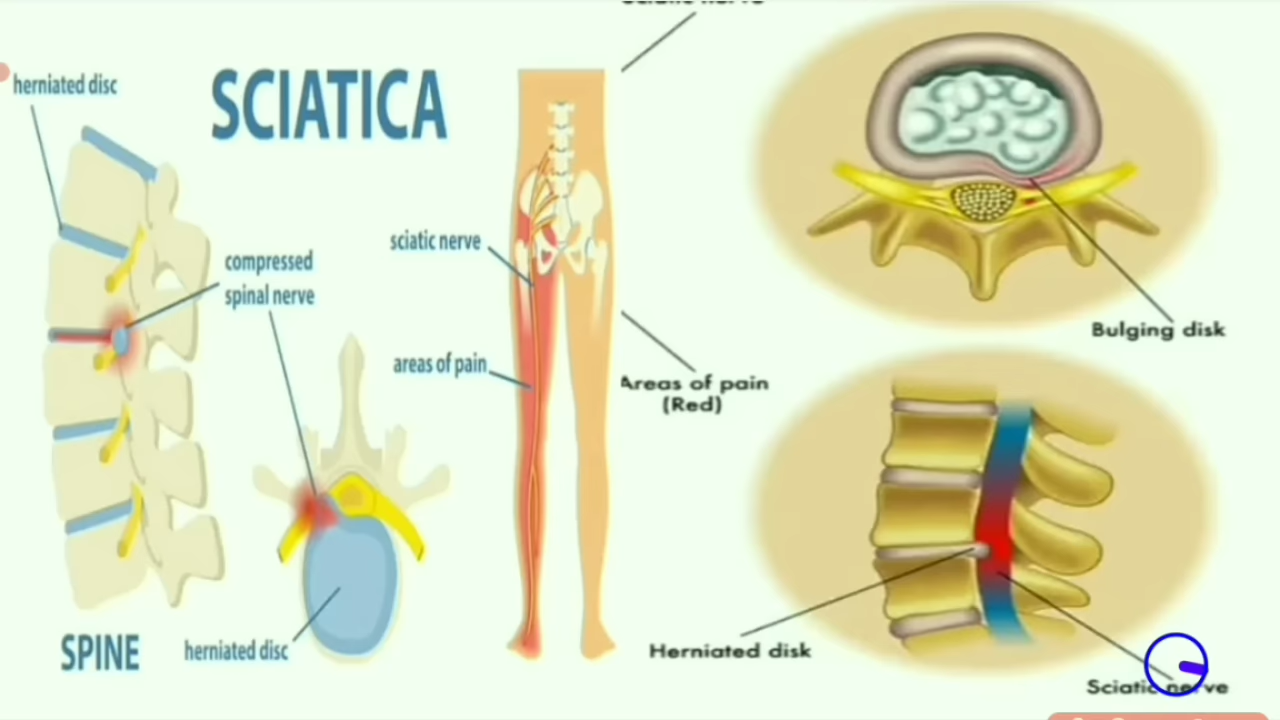 herniated disc
SCIATICA
compressed
spinal nerve
sciatic nerve
areas of pain
SPINE
herniated disc
Areas of pain
(Red)
Bulging disk
Herniated disk
Sciatic nerve